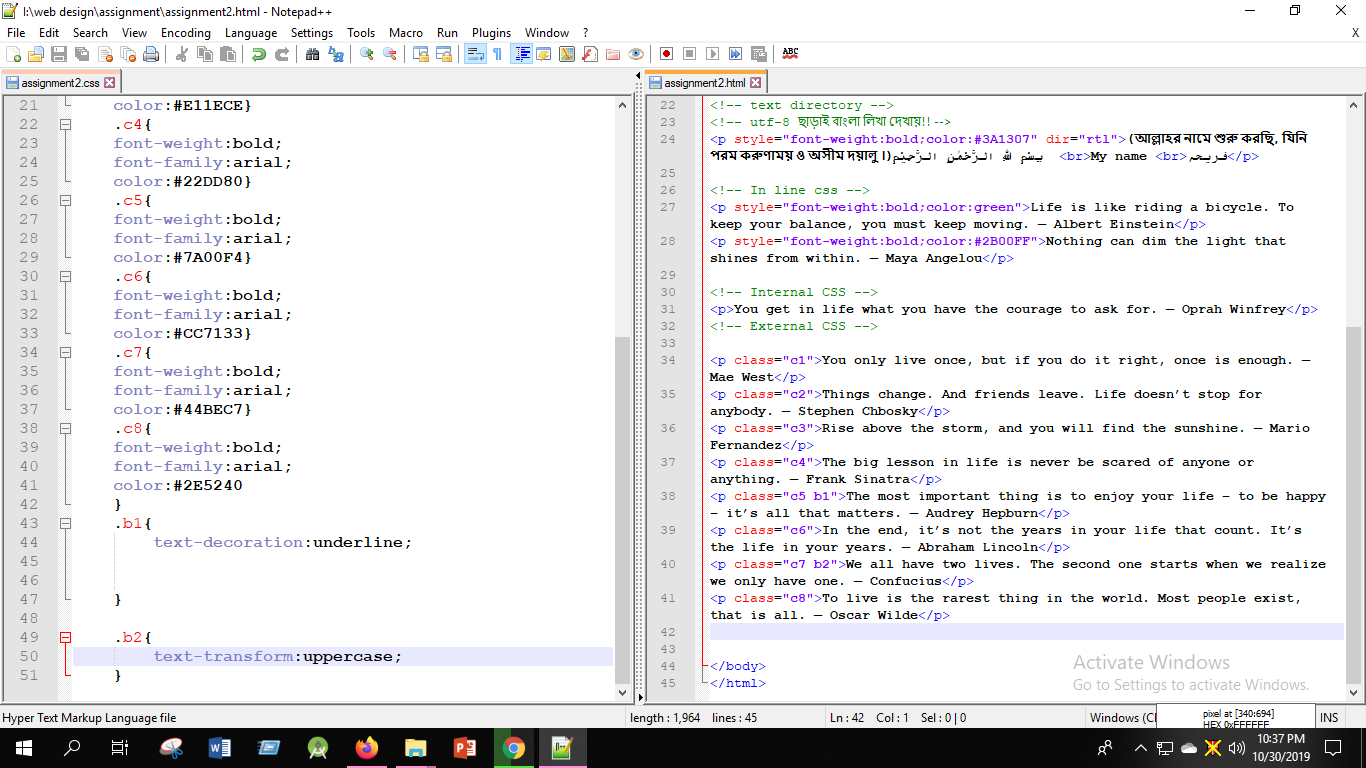 I:\web design\assignment\assignment2.html - Notepad++
File Edit Search View Encoding Language Settings Tools Macro Run Plugins Window ? X
assignment2.css
21 color:#E11ECE}
22 .c4{
23 font-weight:bold;
24 font-family:arial;
25 color:#22DD80}
26 .c5{
27 font-weight:bold;
28 font-family:arial;
29 color:#7A00F4}
30 .c6{
31 font-weight:bold;
32 font-family:arial;
33 color:#CC7133}
34 .c7{
35 font-weight:bold;
36 font-family:arial;
37 color:#44BEC7}
38 .c8{
39 font-weight:bold;
40 font-family:arial;
41 color:#2E5240
42 }
43 .b1{
44 text-decoration:underline;
45
46
47 }
48
49 .b2{
50 text-transform:uppercase;
51 }
assignment2.html
22 <!-- text directory -->
23 <!-- utf-8 ছাড়াই বাংলা লিখা দেখায়!! -->
24 <p style="font-weight:bold;color:#3A1307" dir="rtl">(আল্লাহর নামে শুরু করছি, যিনি
পরম করুণাময় ও অসীম দয়ালু ।)بِسْمِ اللهِ الرَّحْمٰنِ الرَّحِيْمِ <br>My name <br>فريحہ</p>
25
26 <!-- In line css -->
27 <p style="font-weight:bold;color:green">Life is like riding a bicycle. To
keep your balance, you must keep moving. — Albert Einstein</p>
28 <p style="font-weight:bold;color:#2B00FF">Nothing can dim the light that
shines from within. — Maya Angelou</p>
29
30 <!-- Internal CSS -->
31 <p>You get in life what you have the courage to ask for. — Oprah Winfrey</p>
32 <!-- External CSS -->
33
34 <p class="c1">You only live once, but if you do it right, once is enough. —
Mae West</p>
35 <p class="c2">Things change. And friends leave. Life doesn’t stop for
anybody. — Stephen Chbosky</p>
36 <p class="c3">Rise above the storm, and you will find the sunshine. — Mario
Fernandez</p>
37 <p class="c4">The big lesson in life is never be scared of anyone or
anything. — Frank Sinatra</p>
38 <p class="c5 b1">The most important thing is to enjoy your life – to be happy
– it’s all that matters. — Audrey Hepburn</p>
39 <p class="c6">In the end, it’s not the years in your life that count. It’s
the life in your years. — Abraham Lincoln</p>
40 <p class="c7 b2">We all have two lives. The second one starts when we realize
we only have one. — Confucius</p>
41 <p class="c8">To live is the rarest thing in the world. Most people exist,
that is all. — Oscar Wilde</p>
42
43
44 </body>
45 </html>
Activate Windows
Go to Settings to activate Windows.
Hyper Text Markup Language file length : 1,964 lines : 45 Ln : 42 Col : 1 Sel : 0 | 0 Windows (C INS
pixel at [340:694]
HEX 0xFFFFFF
10:37 PM
10/30/2019